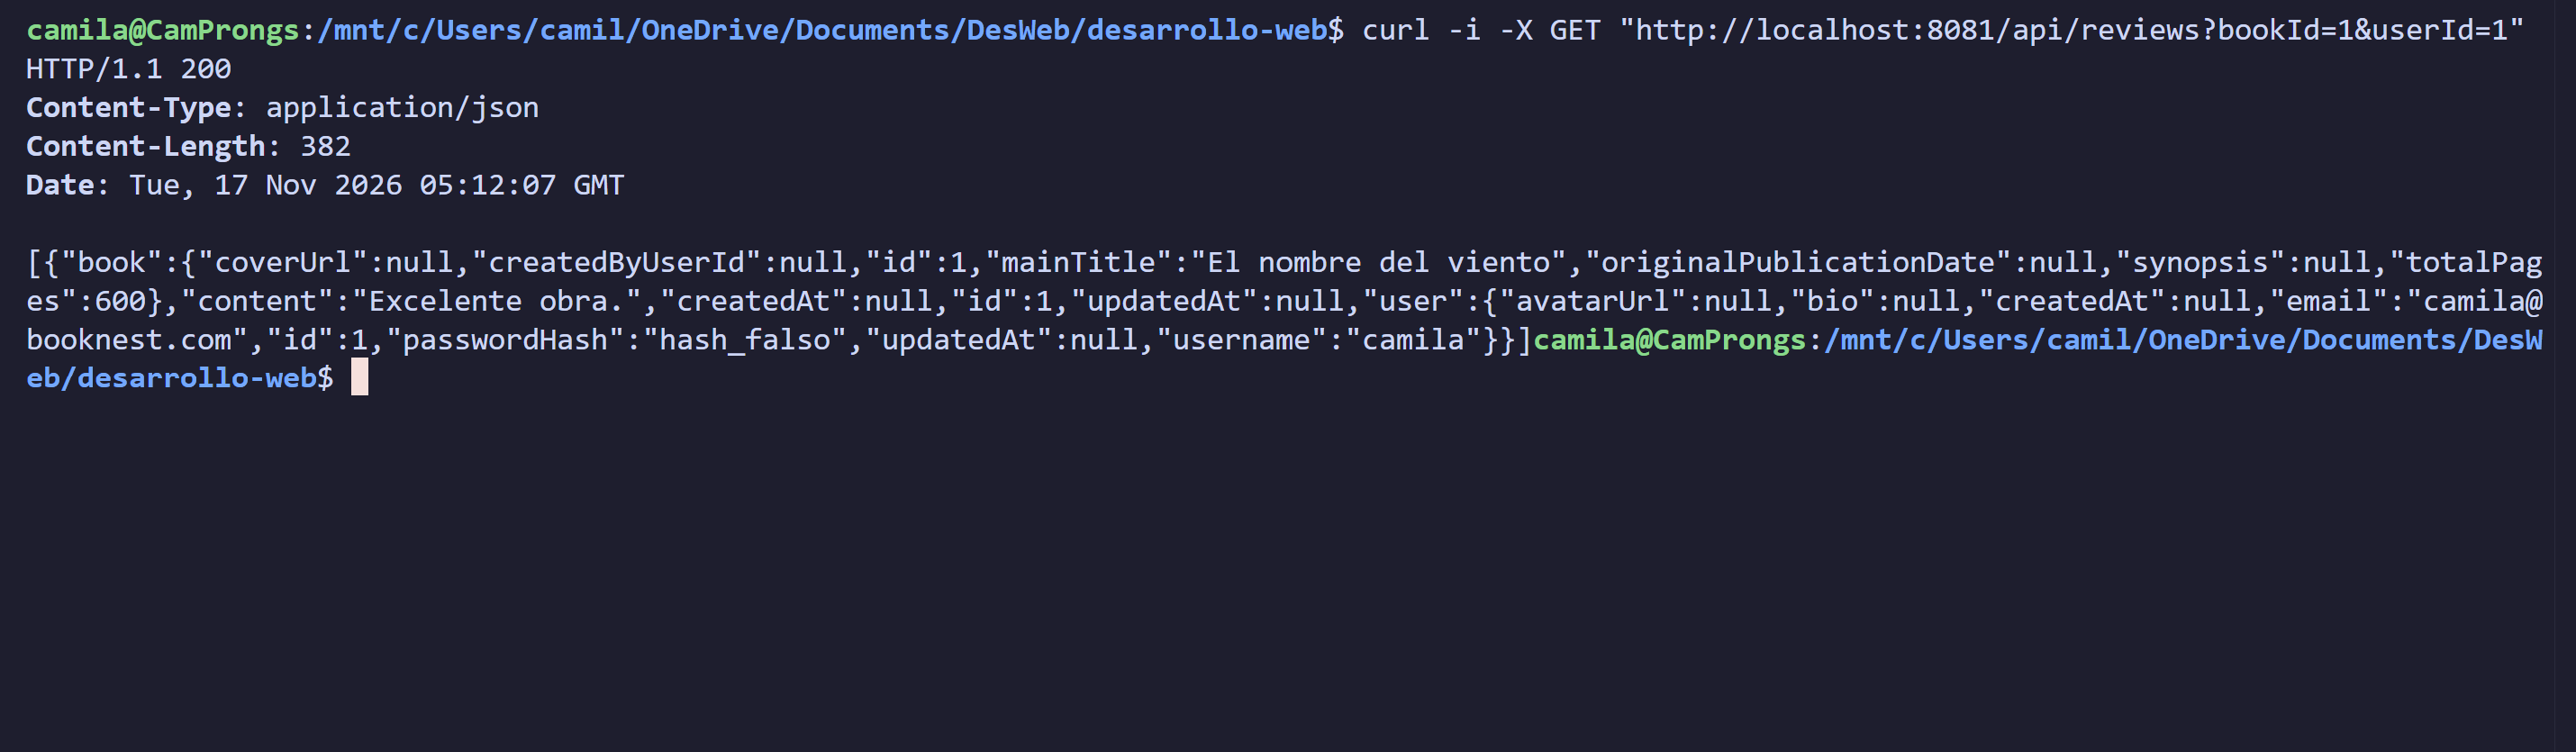 camila@CamProngs:/mnt/c/Users/camil/OneDrive/Documents/DesWeb/desarrollo-web$ curl -i -X GET "http://localhost:8081/api/reviews?bookId=1&userId=1"
HTTP/1.1 200
Content-Type: application/json
Content-Length: 382
Date: Tue, 17 Nov 2026 05:12:07 GMT

[{"book":{"coverUrl":null,"createdByUserId":null,"id":1,"mainTitle":"El nombre del viento","originalPublicationDate":null,"synopsis":null,"totalPag
es":600},"content":"Excelente obra.","createdAt":null,"id":1,"updatedAt":null,"user":{"avatarUrl":null,"bio":null,"createdAt":null,"email":"camila@
booknest.com","id":1,"passwordHash":"hash_falso","updatedAt":null,"username":"camila"}}]camila@CamProngs:/mnt/c/Users/camil/OneDrive/Documents/DesW
eb/desarrollo-web$